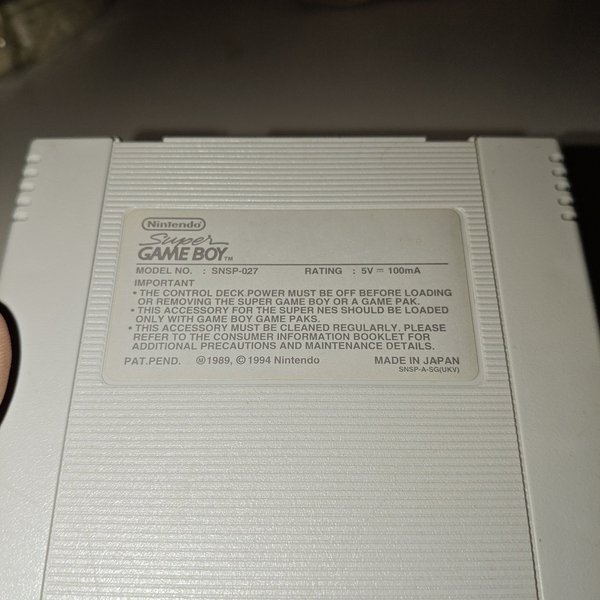 Nintendo
Super
GAME BOY™
MODEL NO. : SNSP-027 RATING : 5V ⎓ 100mA
IMPORTANT
• THE CONTROL DECK POWER MUST BE OFF BEFORE LOADING
OR REMOVING THE SUPER GAME BOY OR A GAME PAK.
• THIS ACCESSORY FOR THE SUPER NES SHOULD BE LOADED
ONLY WITH GAME BOY GAME PAKS.
• THIS ACCESSORY MUST BE CLEANED REGULARLY. PLEASE
REFER TO THE CONSUMER INFORMATION BOOKLET FOR
ADDITIONAL PRECAUTIONS AND MAINTENANCE DETAILS.
PAT.PEND. Ⓜ1989, ©1994 Nintendo MADE IN JAPAN
SNSP-A-SG(UKV)